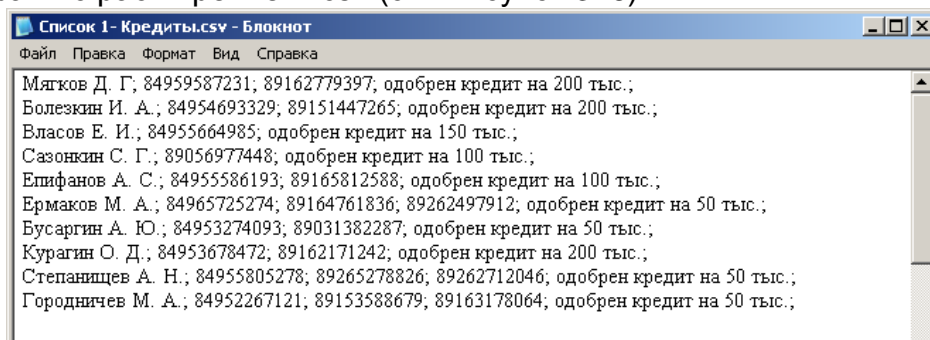 Список 1- Кредиты.csv - Блокнот
Файл Правка Формат Вид Справка
Мягков Д. Г; 84959587231; 89162779397; одобрен кредит на 200 тыс.;
Болезкин И. А.; 84954693329; 89151447265; одобрен кредит на 200 тыс.;
Власов Е. И.; 84955664985; одобрен кредит на 150 тыс.;
Сазонкин С. Г.; 89056977448; одобрен кредит на 100 тыс.;
Епифанов А. С.; 84955586193; 89165812588; одобрен кредит на 100 тыс.;
Ермаков М. А.; 84965725274; 89164761836; 89262497912; одобрен кредит на 50 тыс.;
Бусаргин А. Ю.; 84953274093; 89031382287; одобрен кредит на 50 тыс.;
Курагин О. Д.; 84953678472; 89162171242; одобрен кредит на 200 тыс.;
Степанищев А. Н.; 84955805278; 89265278826; 89262712046; одобрен кредит на 50 тыс.;
Городничев М. А.; 84952267121; 89153588679; 89163178064; одобрен кредит на 50 тыс.;